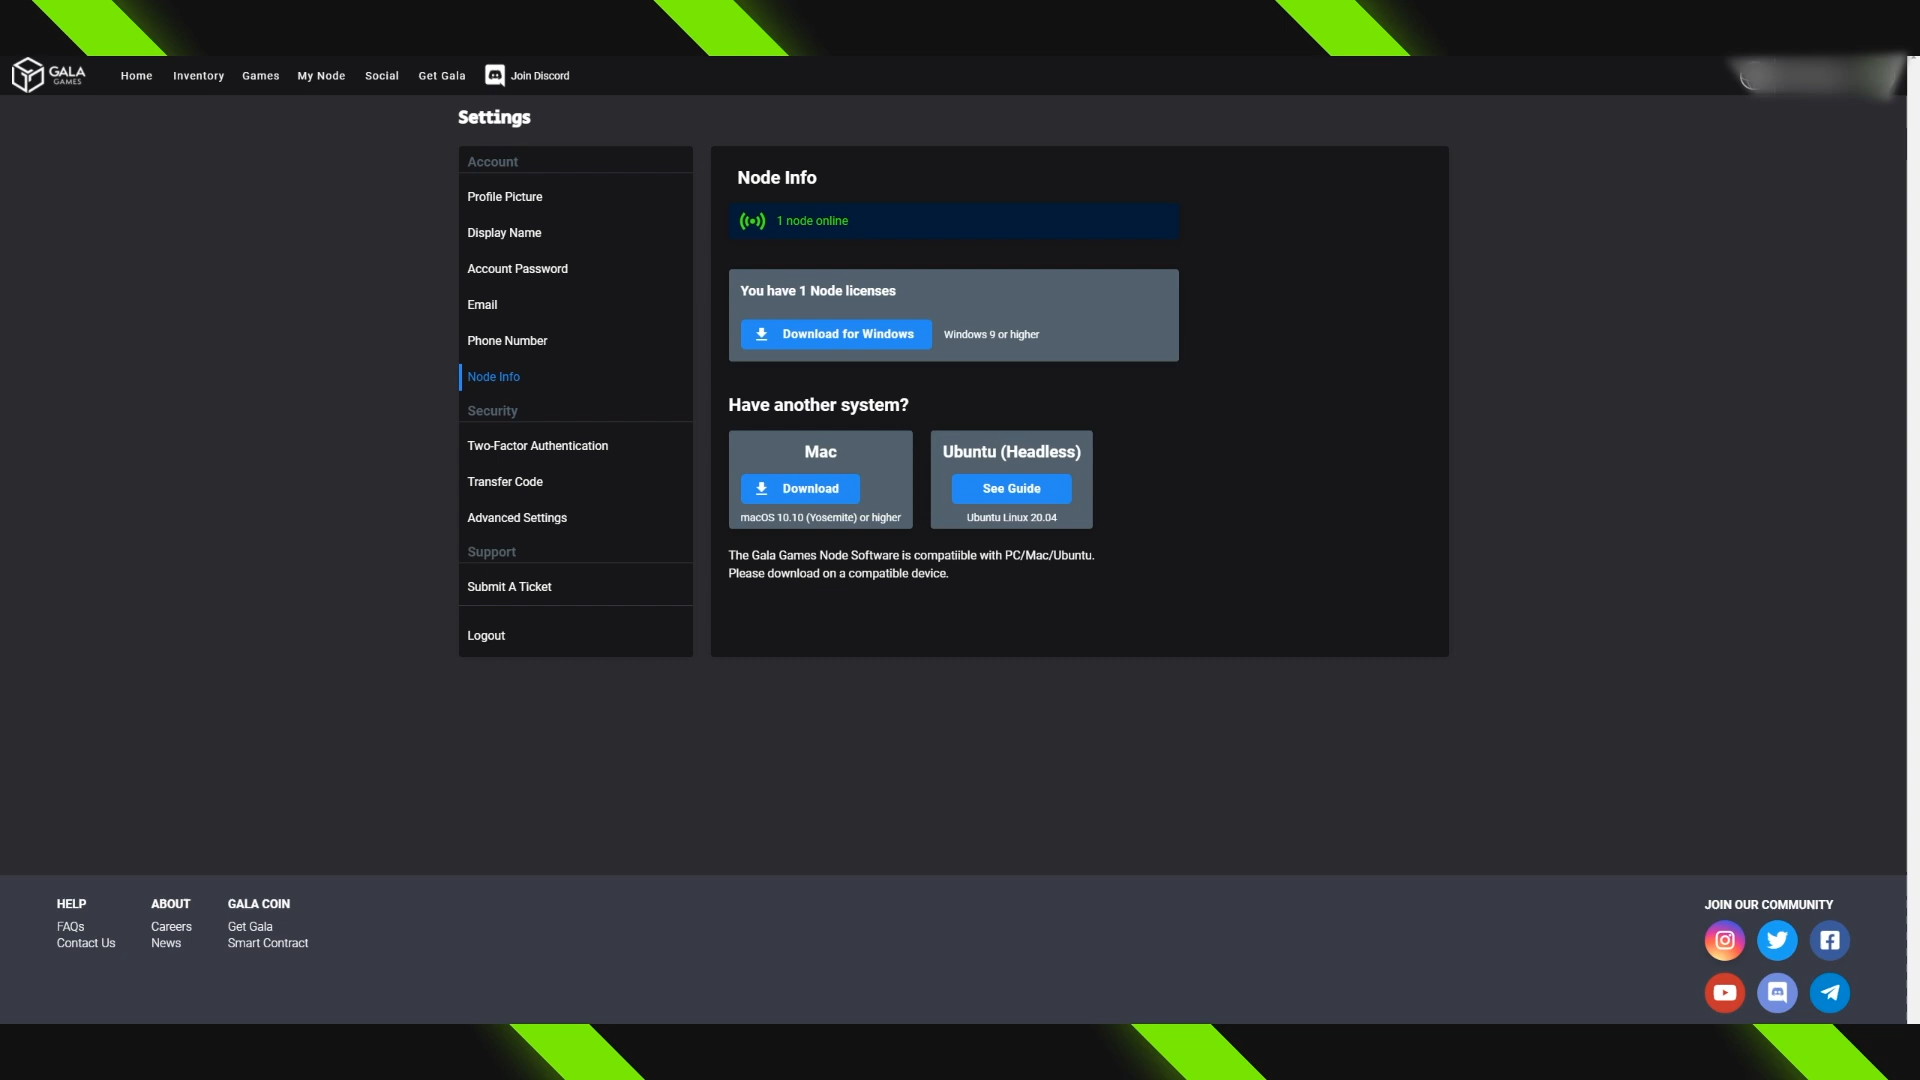 GALA
GAMES
Home
Inventory
Games
My Node
Social
Get Gala
Join Discord
Settings
Account
Profile Picture
Display Name
Account Password
Email
Phone Number
Node Info
Security
Two-Factor Authentication
Transfer Code
Advanced Settings
Support
Submit A Ticket
Logout
Node Info
1 node online
You have 1 Node licenses
Download for Windows
Windows 9 or higher
Have another system?
Mac
Download
macOS 10.10 (Yosemite) or higher
Ubuntu (Headless)
See Guide
Ubuntu Linux 20.04
The Gala Games Node Software is compatiible with PC/Mac/Ubuntu.
Please download on a compatible device.
HELP
FAQs
Contact Us
ABOUT
Careers
News
GALA COIN
Get Gala
Smart Contract
JOIN OUR COMMUNITY